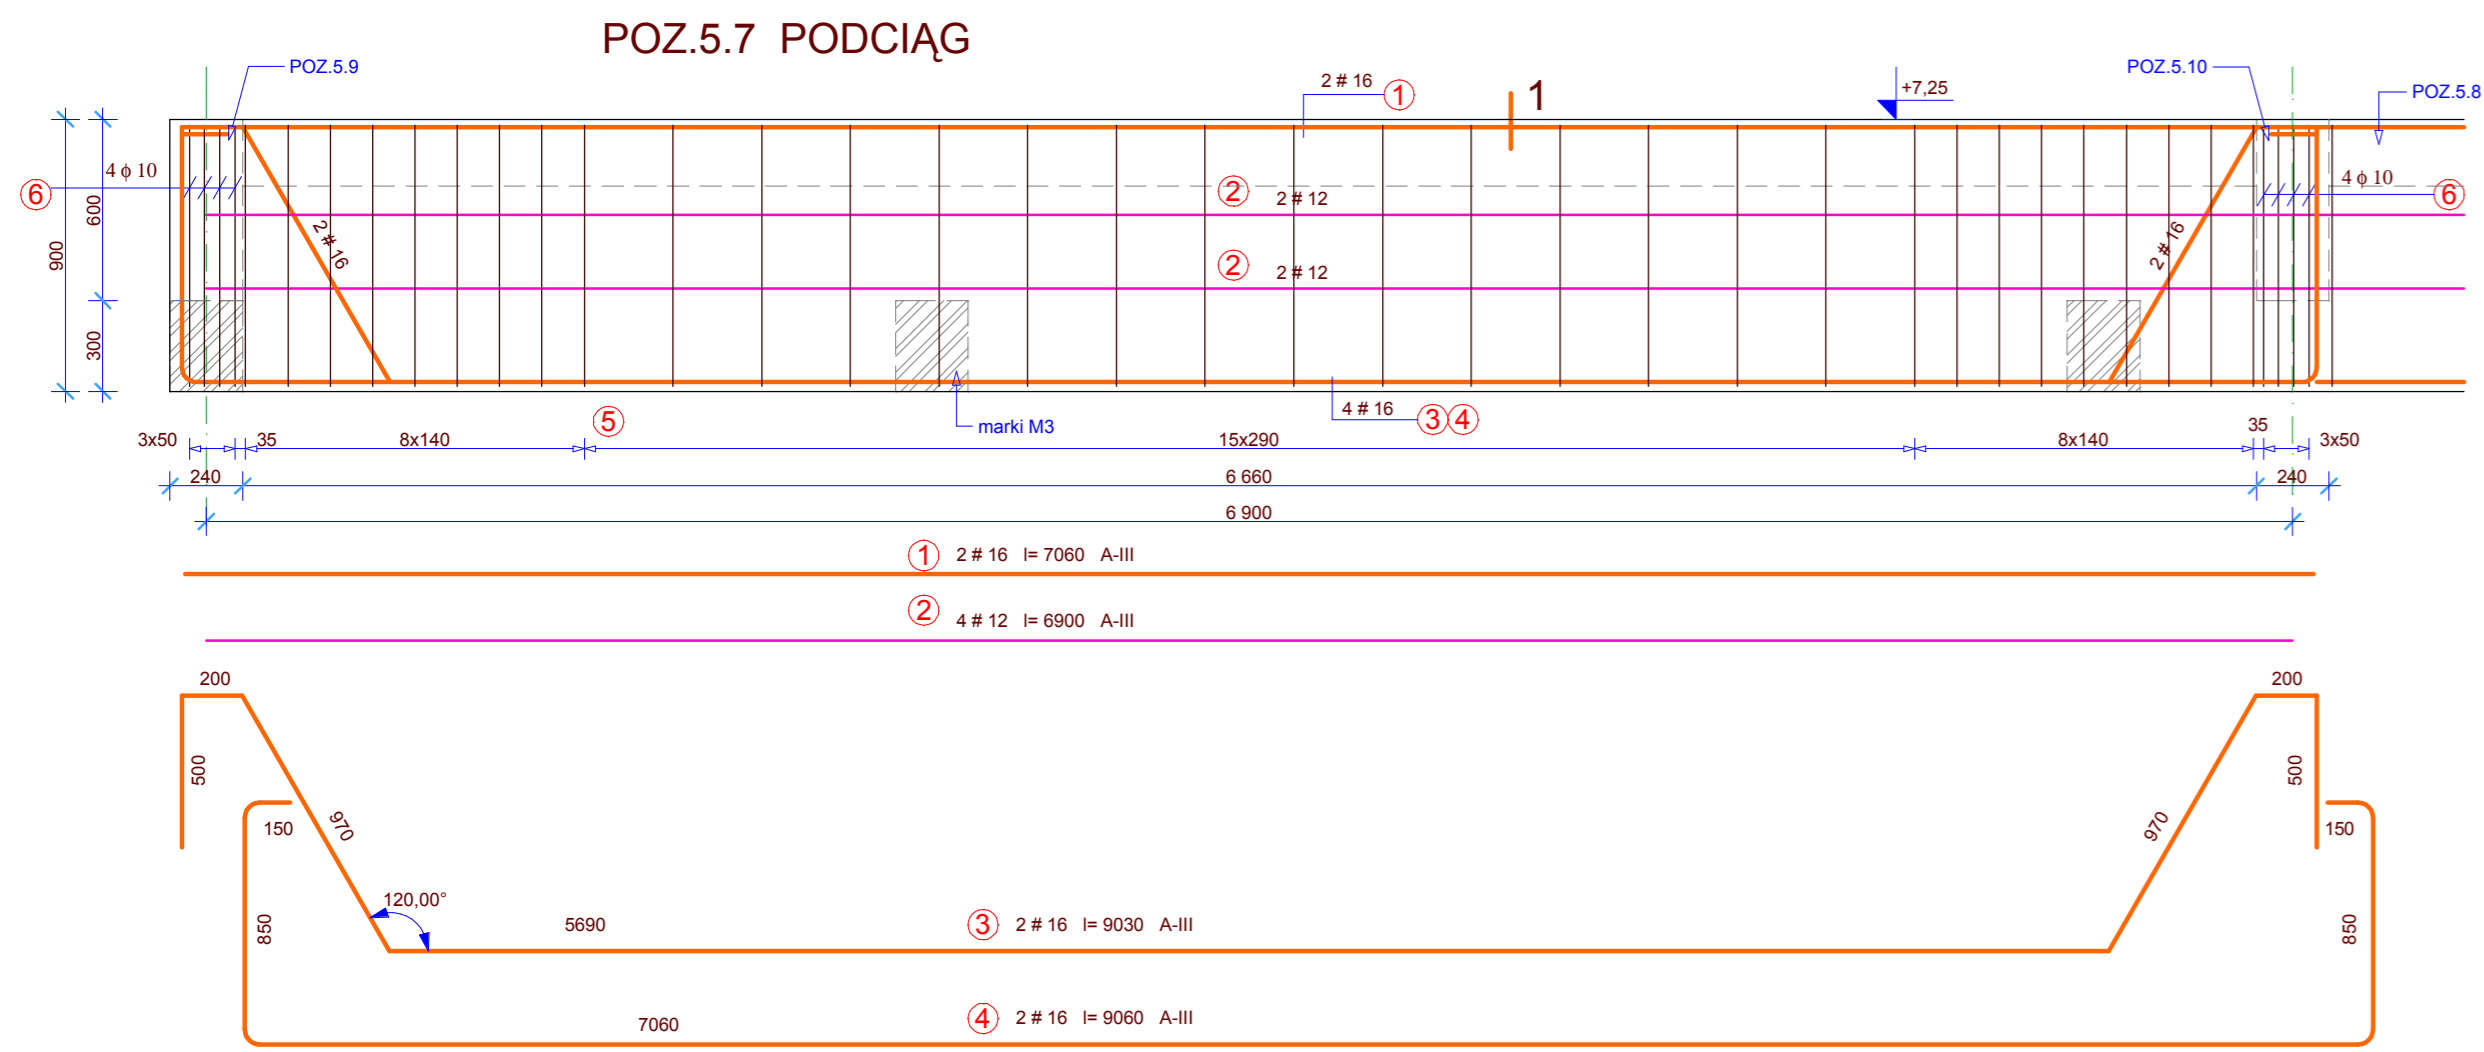 POZ.5.7 PODCIĄG
POZ.5.9
2 # 16
1
1
+7,25
POZ.5.10
POZ.5.8
4 ϕ 10
6
600
900
300
2 # 16
2
2 # 12
2
2 # 12
2 # 16
4 ϕ 10
6
5
marki M3
4 # 16
3
4
3x50
35
8x140
15x290
8x140
35
3x50
240
6 660
240
6 900
1
2 # 16 l= 7060 A-III
2
4 # 12 l= 6900 A-III
200
200
500
500
150
150
970
970
120,00°
850
850
5690
3
2 # 16 l= 9030 A-III
7060
4
2 # 16 l= 9060 A-III